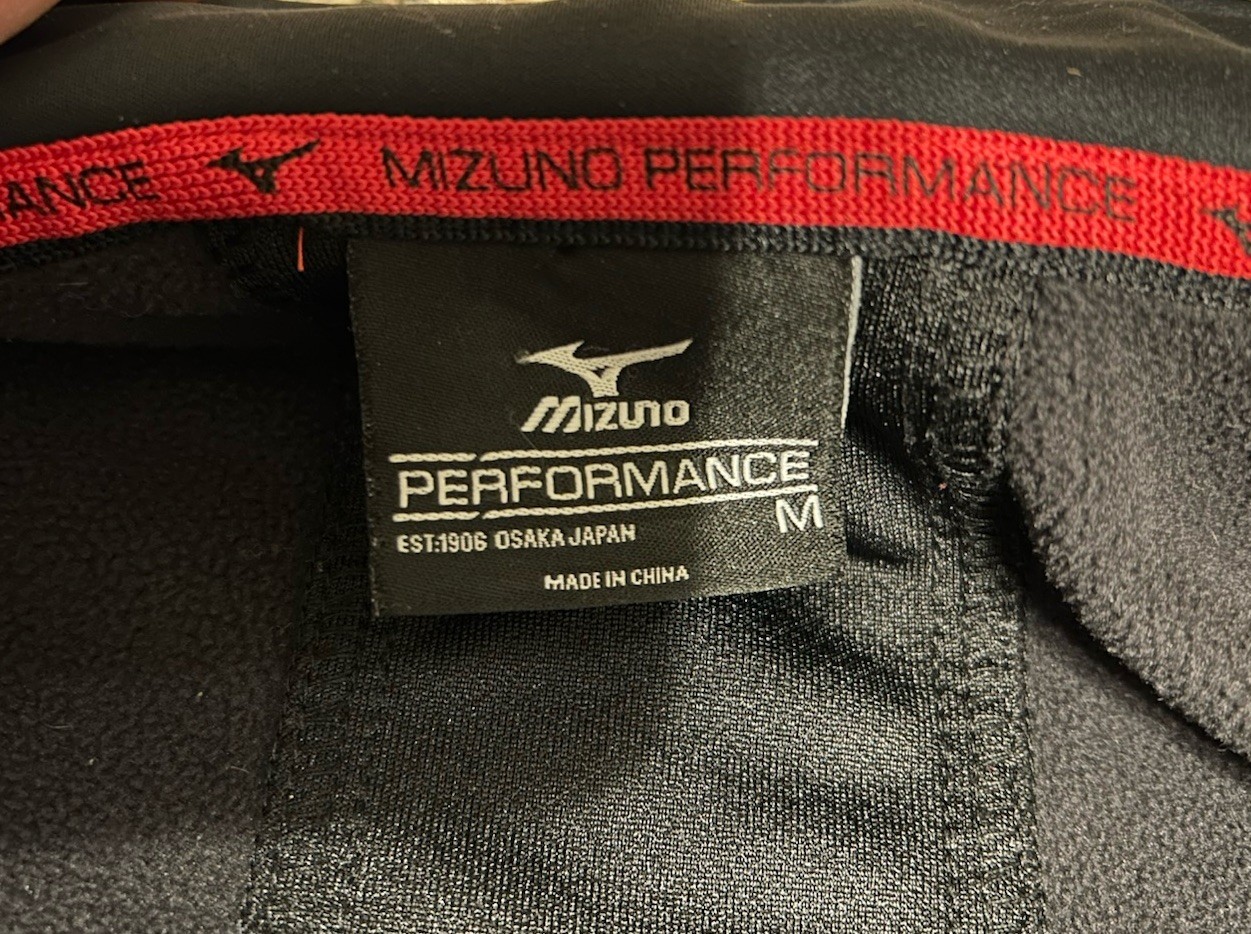 ANCE MIZUNO PERFORMANCE
MIZUNO
PERFORMANCE
M
EST:1906 OSAKA JAPAN
MADE IN CHINA